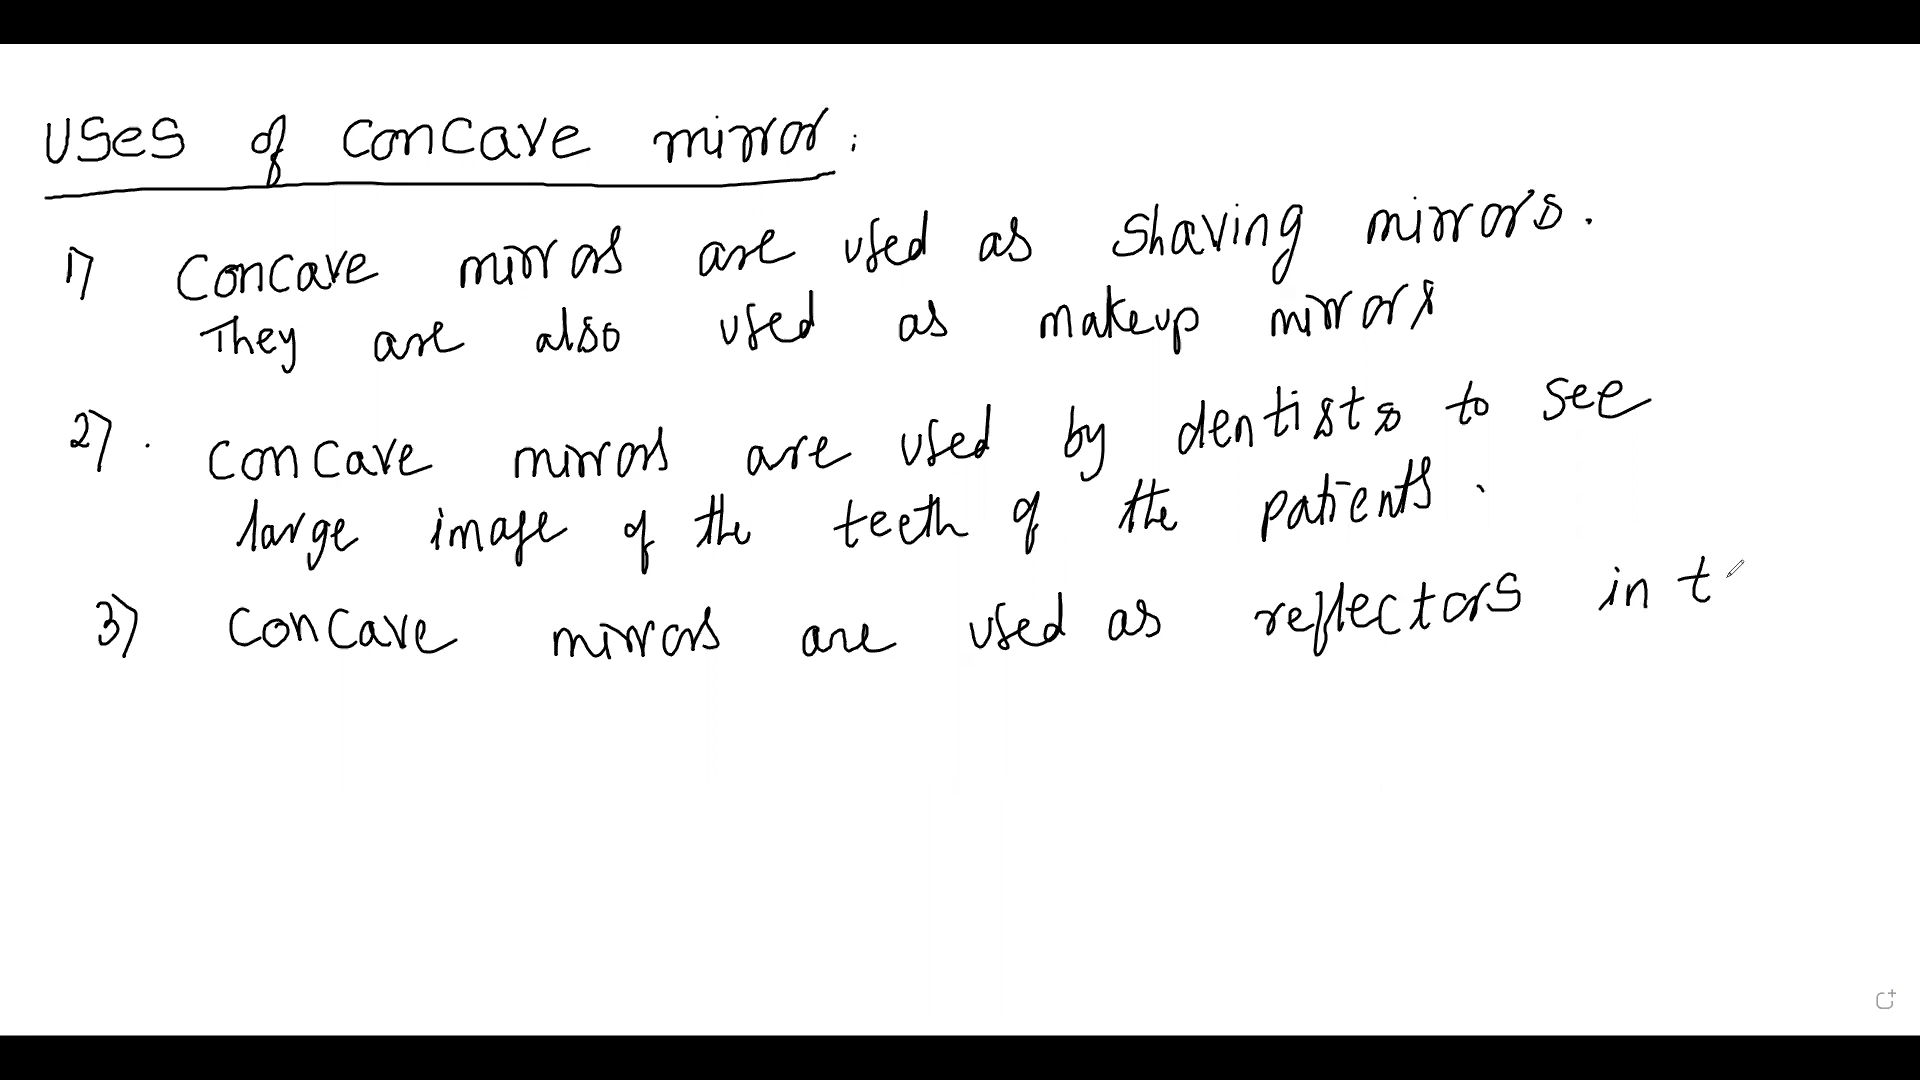 Uses of concave mirror:
1) Concave mirrors are used as shaving mirrors.
They are also used as makeup mirrors
2). Concave mirrors are used by dentists to see
large image of the teeth of the patients.
3) Concave mirrors are used as reflectors in t